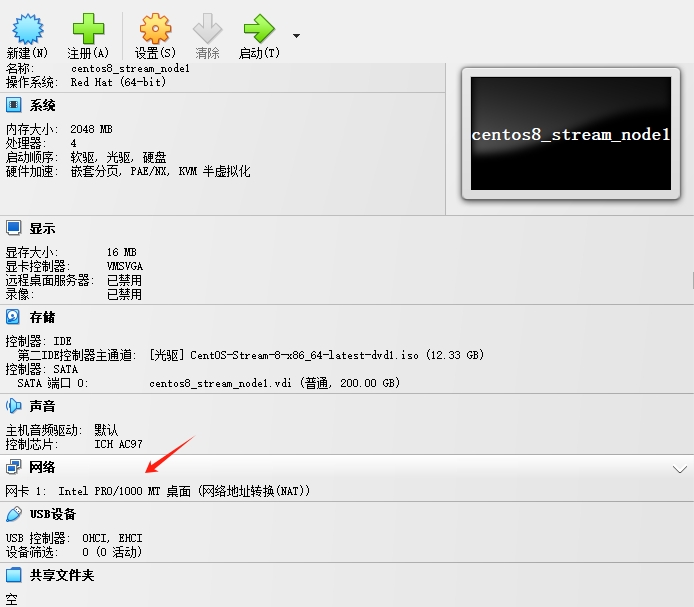 新建(N) 注册(A) 设置(S) 清除 启动(T)
名称: centos8_stream_node1
操作系统: Red Hat (64-bit)
系统
内存大小: 2048 MB
处理器: 4
启动顺序: 软驱, 光驱, 硬盘
硬件加速: 嵌套分页, PAE/NX, KVM 半虚拟化
centos8_stream_node1
显示
显存大小: 16 MB
显卡控制器: VMSVGA
远程桌面服务器: 已禁用
录像: 已禁用
存储
控制器: IDE
第二IDE控制器主通道: [光驱] CentOS-Stream-8-x86_64-latest-dvd1.iso (12.33 GB)
控制器: SATA
SATA 端口 0: centos8_stream_node1.vdi (普通, 200.00 GB)
声音
主机音频驱动: 默认
控制芯片: ICH AC97
网络
网卡 1: Intel PRO/1000 MT 桌面 (网络地址转换(NAT))
USB设备
USB 控制器: OHCI, EHCI
设备筛选: 0 (0 活动)
共享文件夹
空